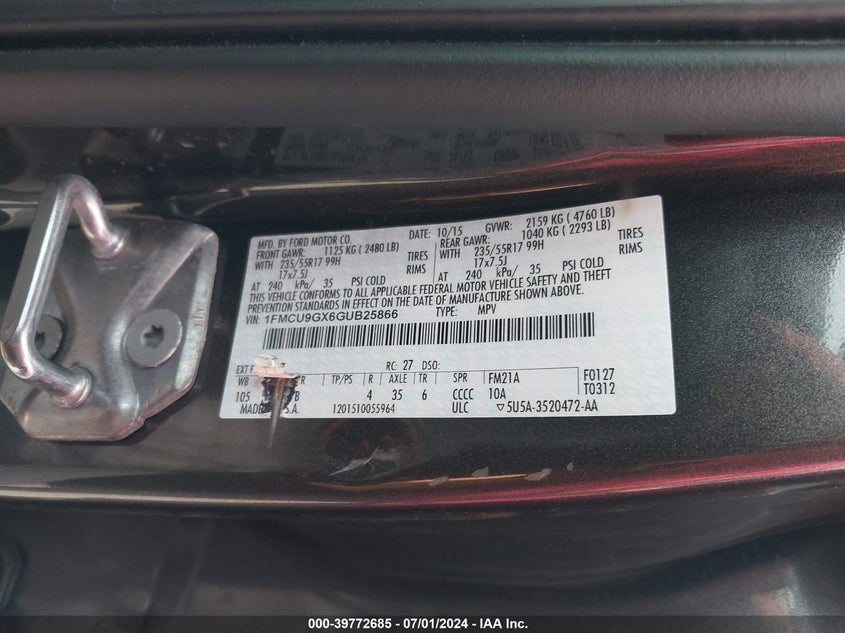 MFD. BY FORD MOTOR CO. DATE: 10/15 GVWR: 2159 KG ( 4760 LB)
FRONT GAWR: 1125 KG ( 2480 LB) REAR GAWR: 1040 KG ( 2293 LB)
WITH 235/55R17 99H TIRES WITH 235/55R17 99H TIRES
17x7.5J RIMS 17x7.5J RIMS
AT 240 kPa/ 35 PSI COLD AT 240 kPa/ 35 PSI COLD
THIS VEHICLE CONFORMS TO ALL APPLICABLE FEDERAL MOTOR VEHICLE SAFETY AND THEFT
PREVENTION STANDARDS IN EFFECT ON THE DATE OF MANUFACTURE SHOWN ABOVE.
VIN: 1FMCU9GX6GUB25866 TYPE: MPV
EXT RC: 27 DSO:
WB TP/PS R AXLE TR SPR FM21A F0127
105 B 4 35 6 CCCC 10A T0312
MADE 1201510055964 ULC ▽5U5A-3520472-AA
000-39772685 - 07/01/2024 - IAA Inc.